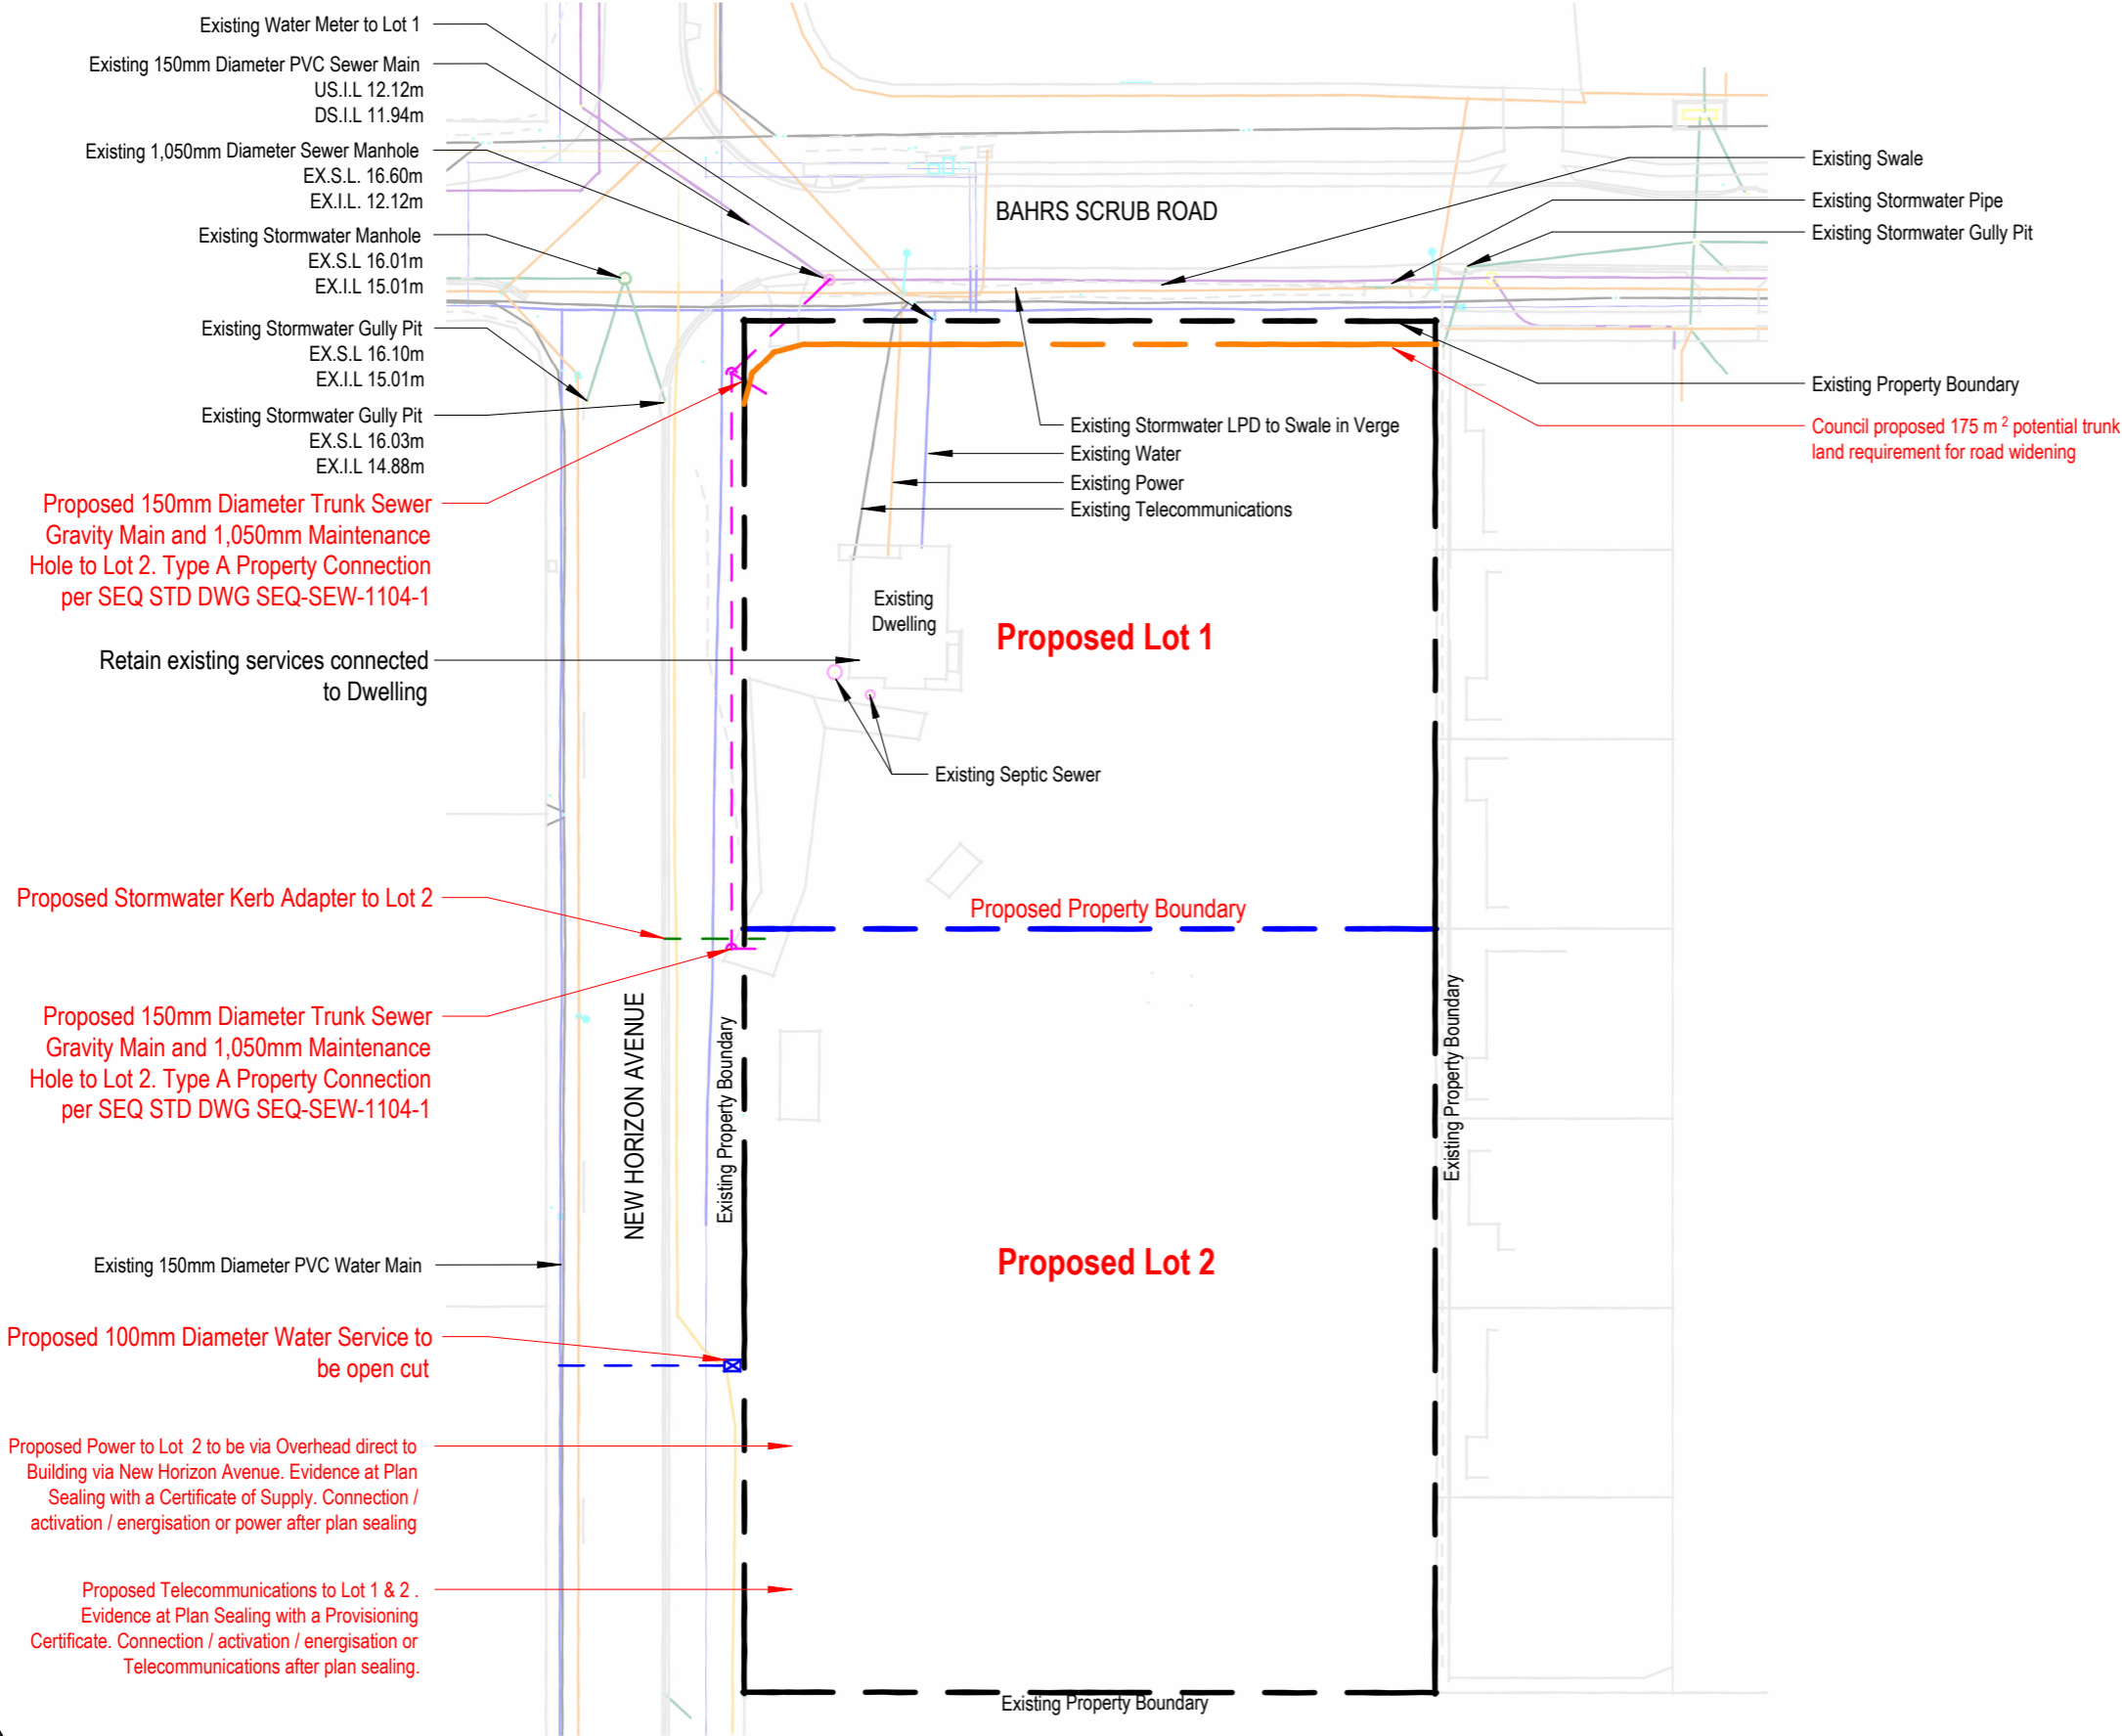 Existing Water Meter to Lot 1
Existing 150mm Diameter PVC Sewer Main
US.I.L 12.12m
DS.I.L 11.94m
Existing 1,050mm Diameter Sewer Manhole
EX.S.L. 16.60m
EX.I.L. 12.12m
Existing Stormwater Manhole
EX.S.L 16.01m
EX.I.L 15.01m
Existing Stormwater Gully Pit
EX.S.L 16.10m
EX.I.L 15.01m
Existing Stormwater Gully Pit
EX.S.L 16.03m
EX.I.L 14.88m
Proposed 150mm Diameter Trunk Sewer
Gravity Main and 1,050mm Maintenance
Hole to Lot 2. Type A Property Connection
per SEQ STD DWG SEQ-SEW-1104-1
Retain existing services connected
to Dwelling
Proposed Stormwater Kerb Adapter to Lot 2
Proposed 150mm Diameter Trunk Sewer
Gravity Main and 1,050mm Maintenance
Hole to Lot 2. Type A Property Connection
per SEQ STD DWG SEQ-SEW-1104-1
Existing 150mm Diameter PVC Water Main
Proposed 100mm Diameter Water Service to
be open cut
Proposed Power to Lot 2 to be via Overhead direct to
Building via New Horizon Avenue. Evidence at Plan
Sealing with a Certificate of Supply. Connection /
activation / energisation or power after plan sealing
Proposed Telecommunications to Lot 1 & 2 .
Evidence at Plan Sealing with a Provisioning
Certificate. Connection / activation / energisation or
Telecommunications after plan sealing.
NEW HORIZON AVENUE
Existing Property Boundary
BAHRS SCRUB ROAD
Existing Stormwater LPD to Swale in Verge
Existing Water
Existing Power
Existing Telecommunications
Existing
Dwelling
Proposed Lot 1
Existing Septic Sewer
Proposed Property Boundary
Proposed Lot 2
Existing Property Boundary
Existing Property Boundary
Existing Swale
Existing Stormwater Pipe
Existing Stormwater Gully Pit
Existing Property Boundary
Council proposed 175 m ² potential trunk
land requirement for road widening